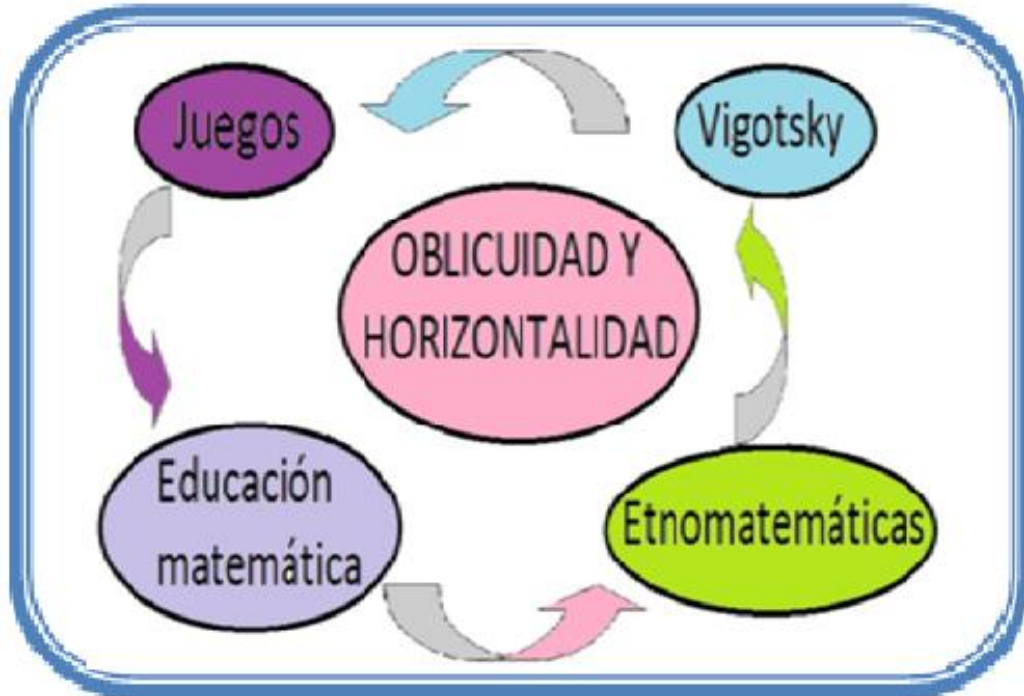 Juegos
Vigotsky
OBLICUIDAD Y
HORIZONTALIDAD
Educación
matemática
Etnomatemáticas